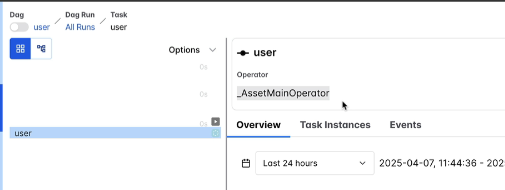 Dag
user
Dag Run
All Runs
Task
user
Options
0s
0s
0s
user
user
Operator
_AssetMainOperator
Overview
Task Instances
Events
Last 24 hours
2025-04-07, 11:44:36 - 202